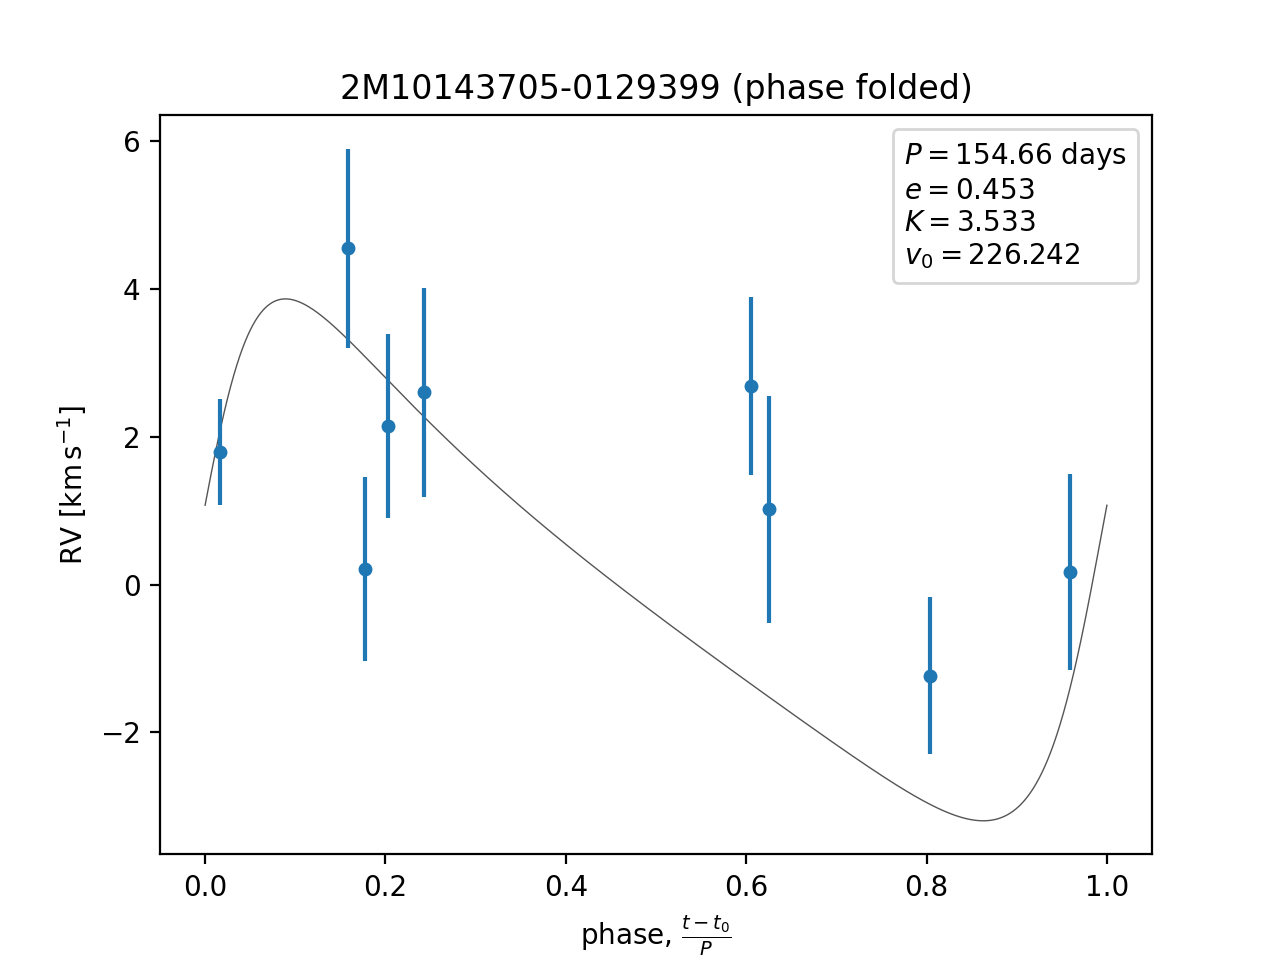 2M10143705-0129399 (phase folded)
P = 154.66 days
e = 0.453
K = 3.533
v₀ = 226.242
RV [km s⁻¹]
6
4
2
0
−2
0.0 0.2 0.4 0.6 0.8 1.0
phase, (t − t₀)/P